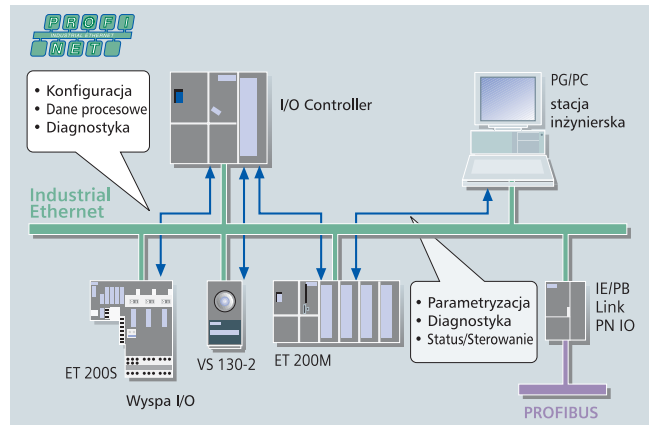 PROFI
INDUSTRIAL ETHERNET
NET
• Konfiguracja
• Dane procesowe
• Diagnostyka
I/O Controller
PG/PC
stacja
inżynierska
Industrial
Ethernet
• Parametryzacja
• Diagnostyka
• Status/Sterowanie
IE/PB
Link
PN IO
ET 200S
VS 130-2
ET 200M
Wyspa I/O
PROFIBUS